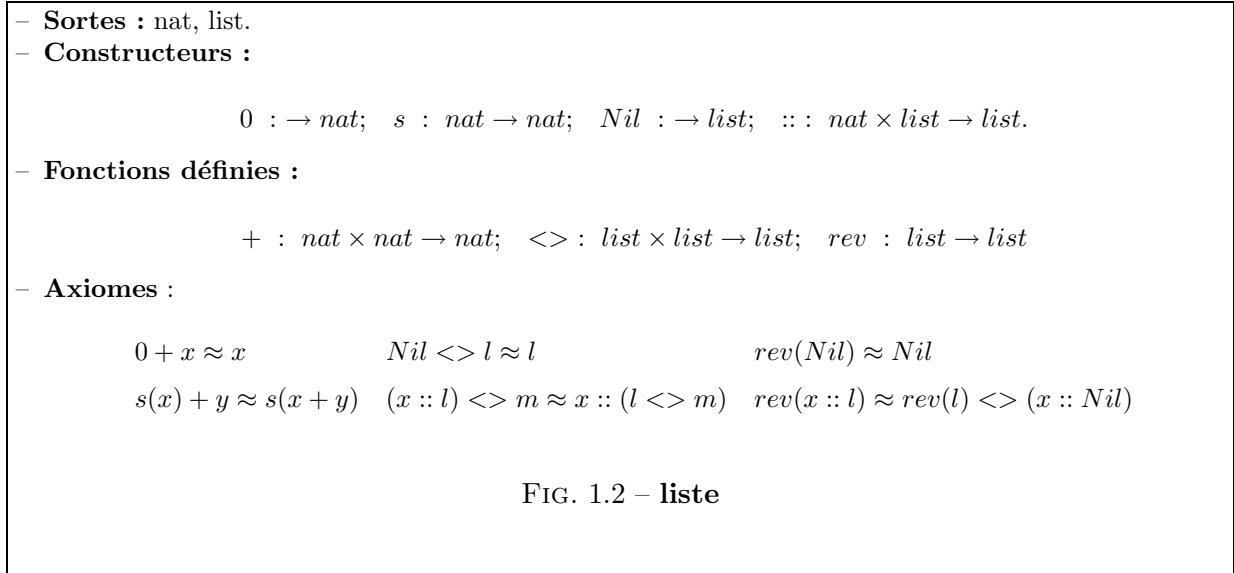 – Sortes : nat, list.
– Constructeurs :
0 : → nat; s : nat → nat; Nil : → list; :: : nat × list → list.
– Fonctions définies :
+ : nat × nat → nat; <> : list × list → list; rev : list → list
– Axiomes :
0 + x ≈ x Nil <> l ≈ l rev(Nil) ≈ Nil
s(x) + y ≈ s(x + y) (x :: l) <> m ≈ x :: (l <> m) rev(x :: l) ≈ rev(l) <> (x :: Nil)
FIG. 1.2 – liste